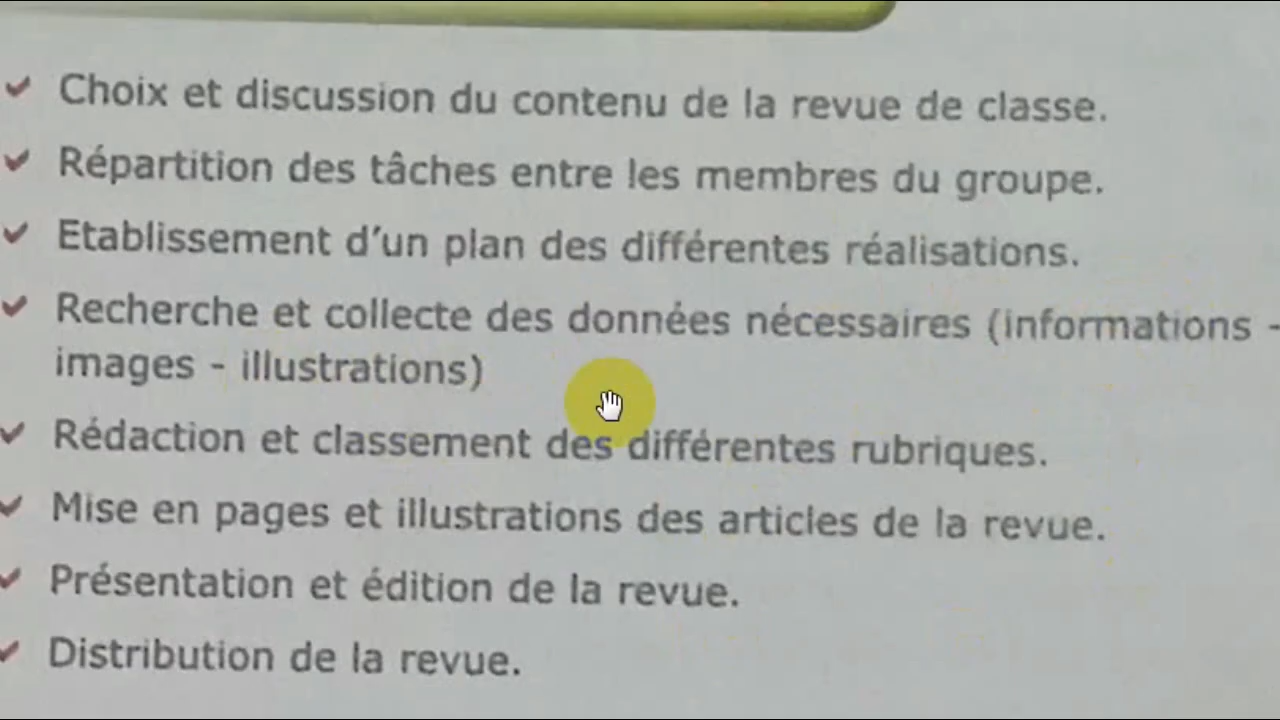 Choix et discussion du contenu de la revue de classe.
Répartition des tâches entre les membres du groupe.
Etablissement d'un plan des différentes réalisations.
Recherche et collecte des données nécessaires (informations -
images - illustrations)
Rédaction et classement des différentes rubriques.
Mise en pages et illustrations des articles de la revue.
Présentation et édition de la revue.
Distribution de la revue.